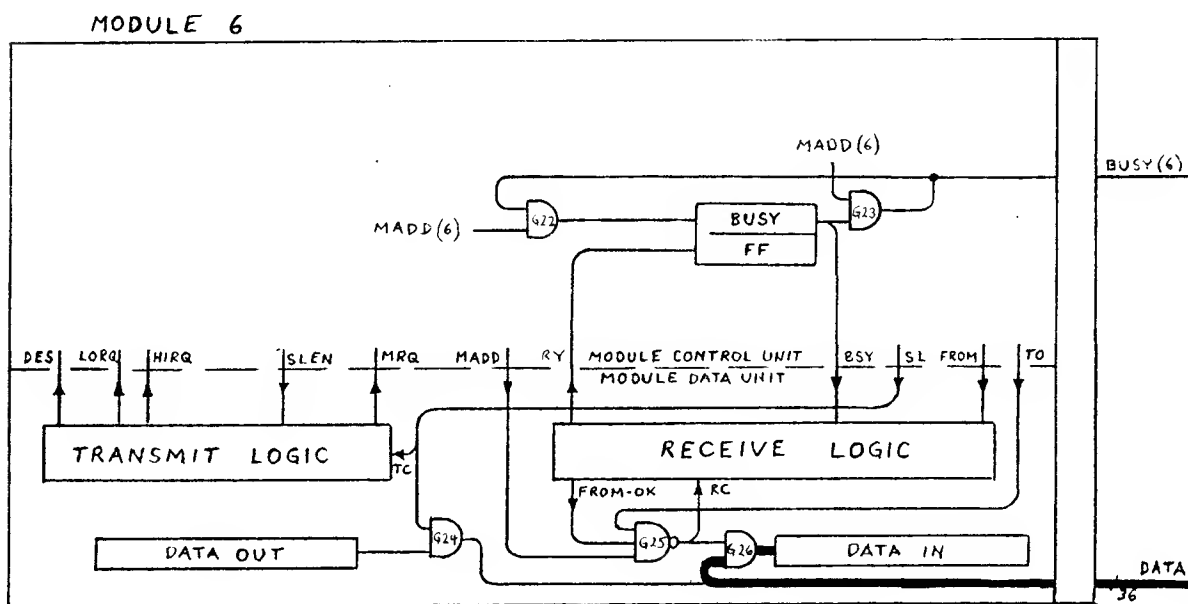 MODULE 6
MADD(6)
BUSY(6)
G22
G23
MADD(6)
BUSY
FF
DES LORQ HIRQ SLEN MRQ MADD RY MODULE CONTROL UNIT BSY SL FROM TO
MODULE DATA UNIT
TRANSMIT LOGIC
TC
RECEIVE LOGIC
FROM-OK
RC
G24
G25
G26
DATA OUT
DATA IN
DATA
36